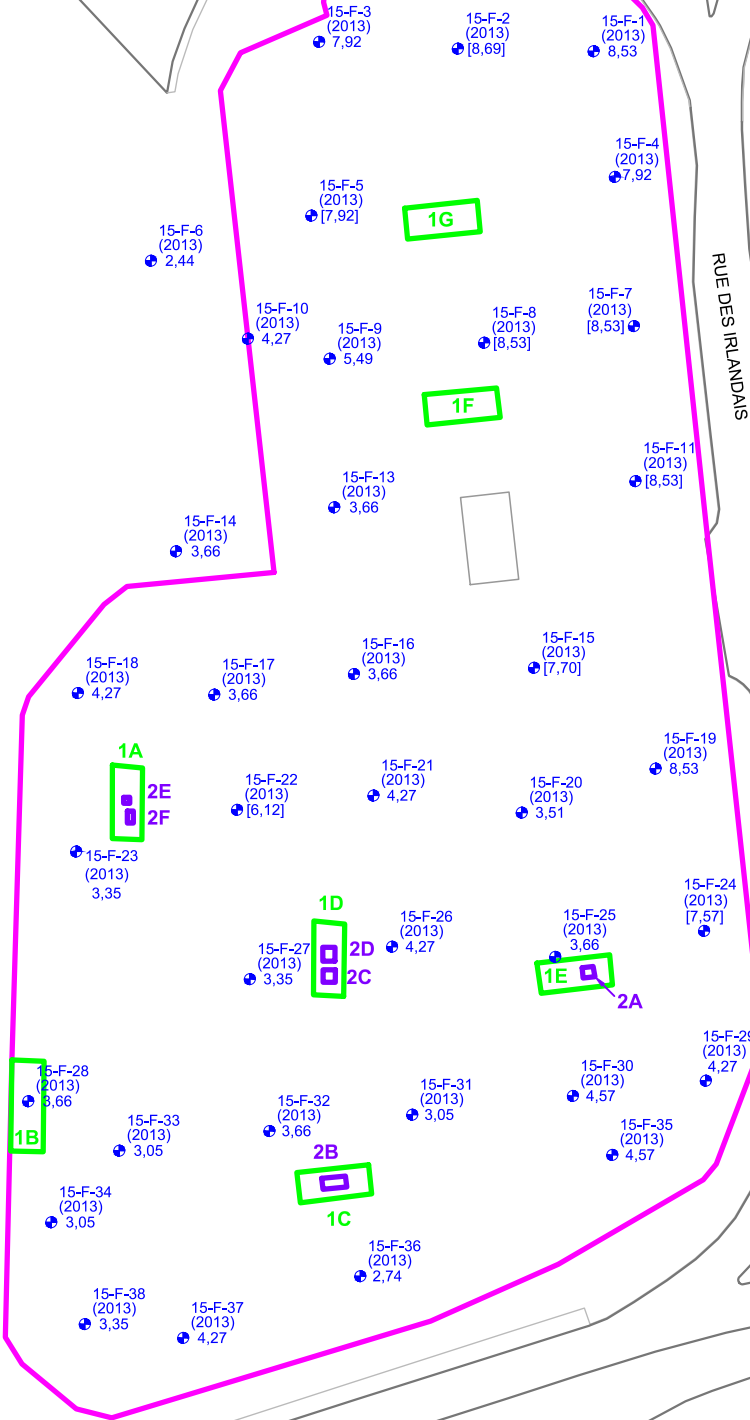 15-F-3
(2013)
7,92
15-F-2
(2013)
[8,69]
15-F-1
(2013)
8,53
15-F-4
(2013)
7,92
15-F-5
(2013)
[7,92]
1G
15-F-6
(2013)
2,44
RUE DES IRLANDAIS
15-F-7
(2013)
[8,53]
15-F-10
(2013)
4,27
15-F-8
(2013)
[8,53]
15-F-9
(2013)
5,49
1F
15-F-11
(2013)
[8,53]
15-F-13
(2013)
3,66
15-F-14
(2013)
3,66
15-F-15
(2013)
[7,70]
15-F-16
(2013)
3,66
15-F-18
(2013)
4,27
15-F-17
(2013)
3,66
15-F-19
(2013)
8,53
1A
2E
2F
15-F-21
(2013)
4,27
15-F-22
(2013)
[6,12]
15-F-20
(2013)
3,51
15-F-23
(2013)
3,35
15-F-24
(2013)
[7,57]
1D
2D
2C
15-F-26
(2013)
4,27
15-F-25
(2013)
3,66
1E
2A
15-F-27
(2013)
3,35
15-F-29
(2013)
4,27
15-F-28
(2013)
3,66
1B
15-F-30
(2013)
4,57
15-F-31
(2013)
3,05
15-F-32
(2013)
3,66
15-F-33
(2013)
3,05
15-F-35
(2013)
4,57
2B
1C
15-F-34
(2013)
3,05
15-F-36
(2013)
2,74
15-F-38
(2013)
3,35
15-F-37
(2013)
4,27